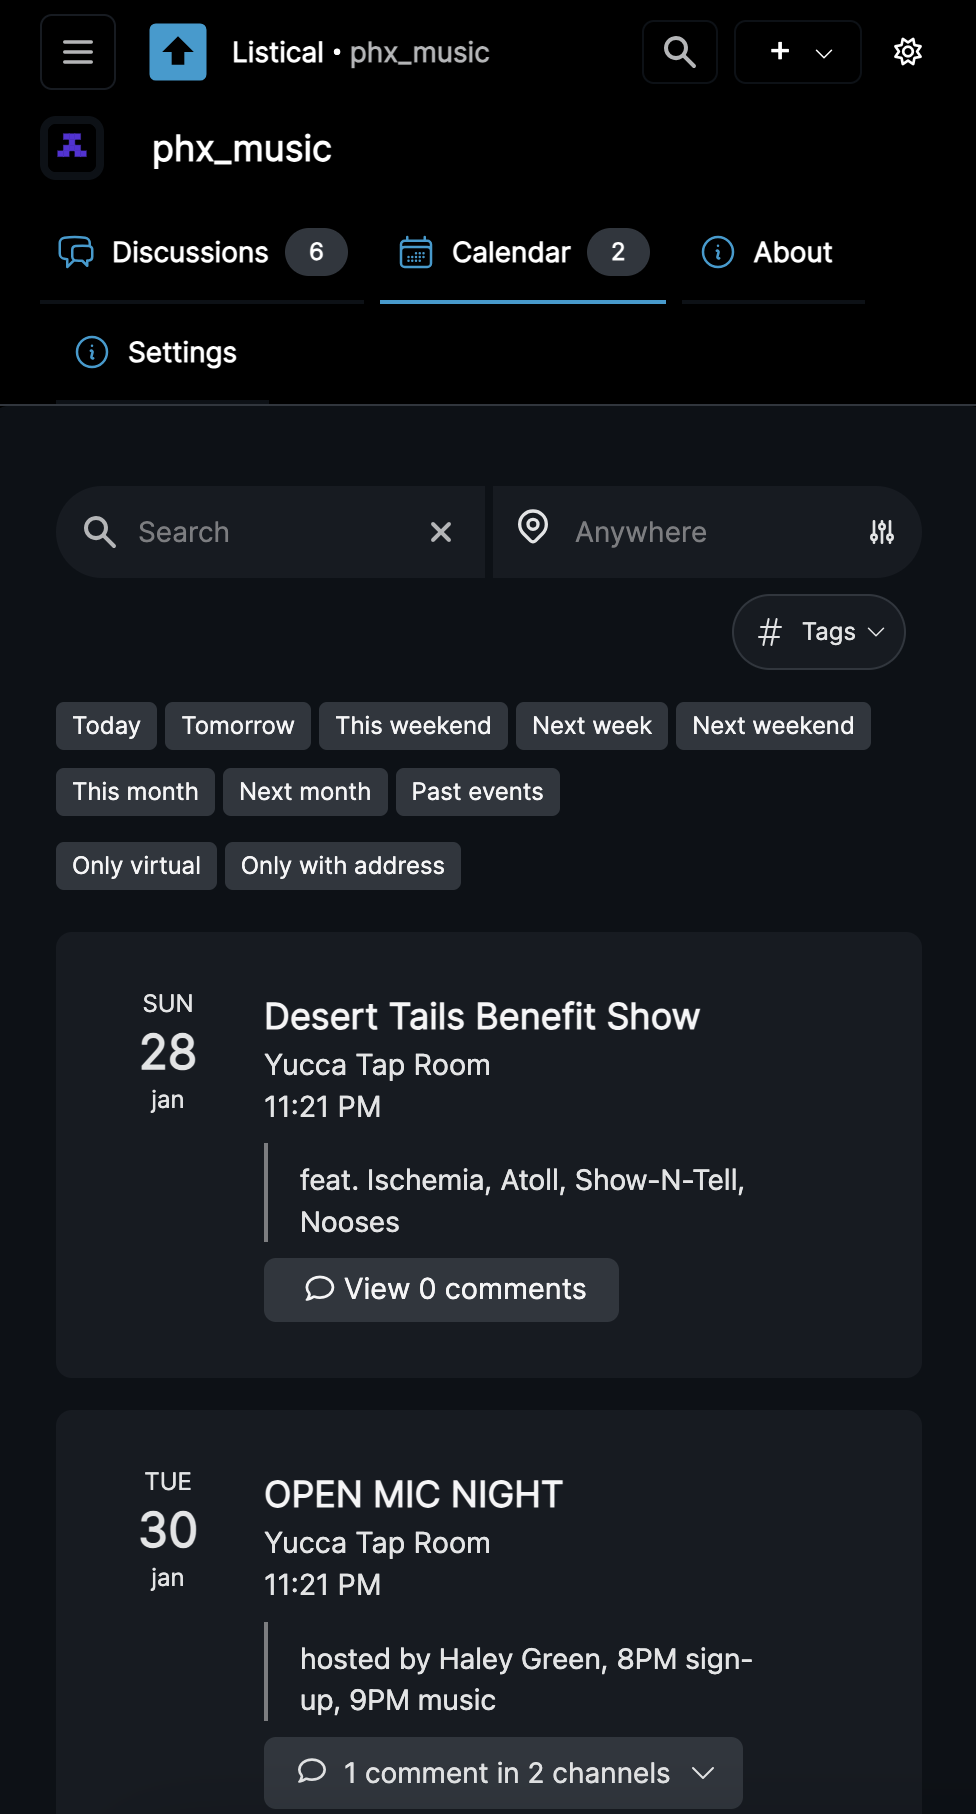 Listical • phx_music
phx_music
Discussions 6 Calendar 2 About
Settings
Search Anywhere
# Tags
Today Tomorrow This weekend Next week Next weekend
This month Next month Past events
Only virtual Only with address
SUN
28
jan
Desert Tails Benefit Show
Yucca Tap Room
11:21 PM
feat. Ischemia, Atoll, Show-N-Tell,
Nooses
View 0 comments
TUE
30
jan
OPEN MIC NIGHT
Yucca Tap Room
11:21 PM
hosted by Haley Green, 8PM sign-
up, 9PM music
1 comment in 2 channels